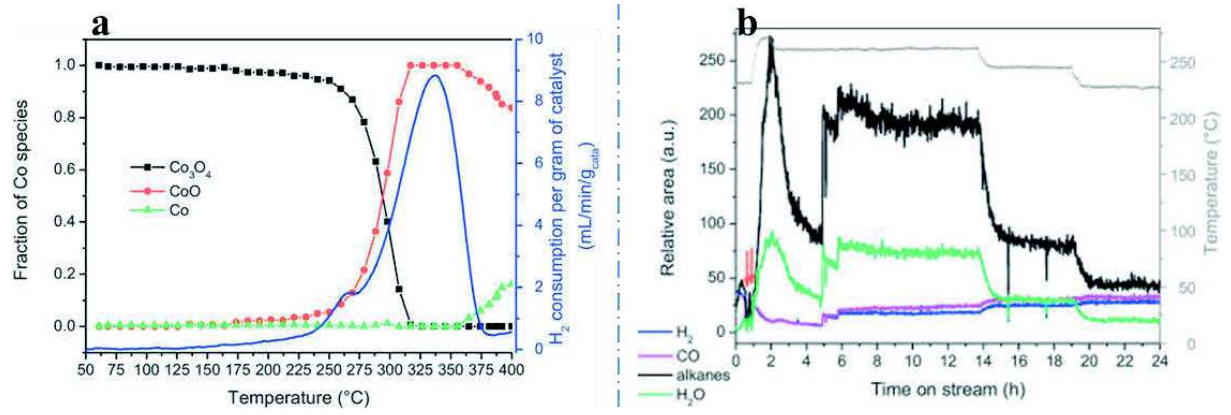 a
Fraction of Co species
1.0
0.8
0.6
0.4
0.2
0.0
Co₃O₄
CoO
Co
10
8
6
4
2
0
H₂ consumption per gram of catalyst
(mL/min/g_cata)
50 75 100 125 150 175 200 225 250 275 300 325 350 375 400
Temperature (°C)
b
Relative area (a.u.)
250
200
150
100
50
0
250
200
150
100
50
0
Temperature (°C)
0 2 4 6 8 10 12 14 16 18 20 22 24
Time on stream (h)
H₂
CO
alkanes
H₂O